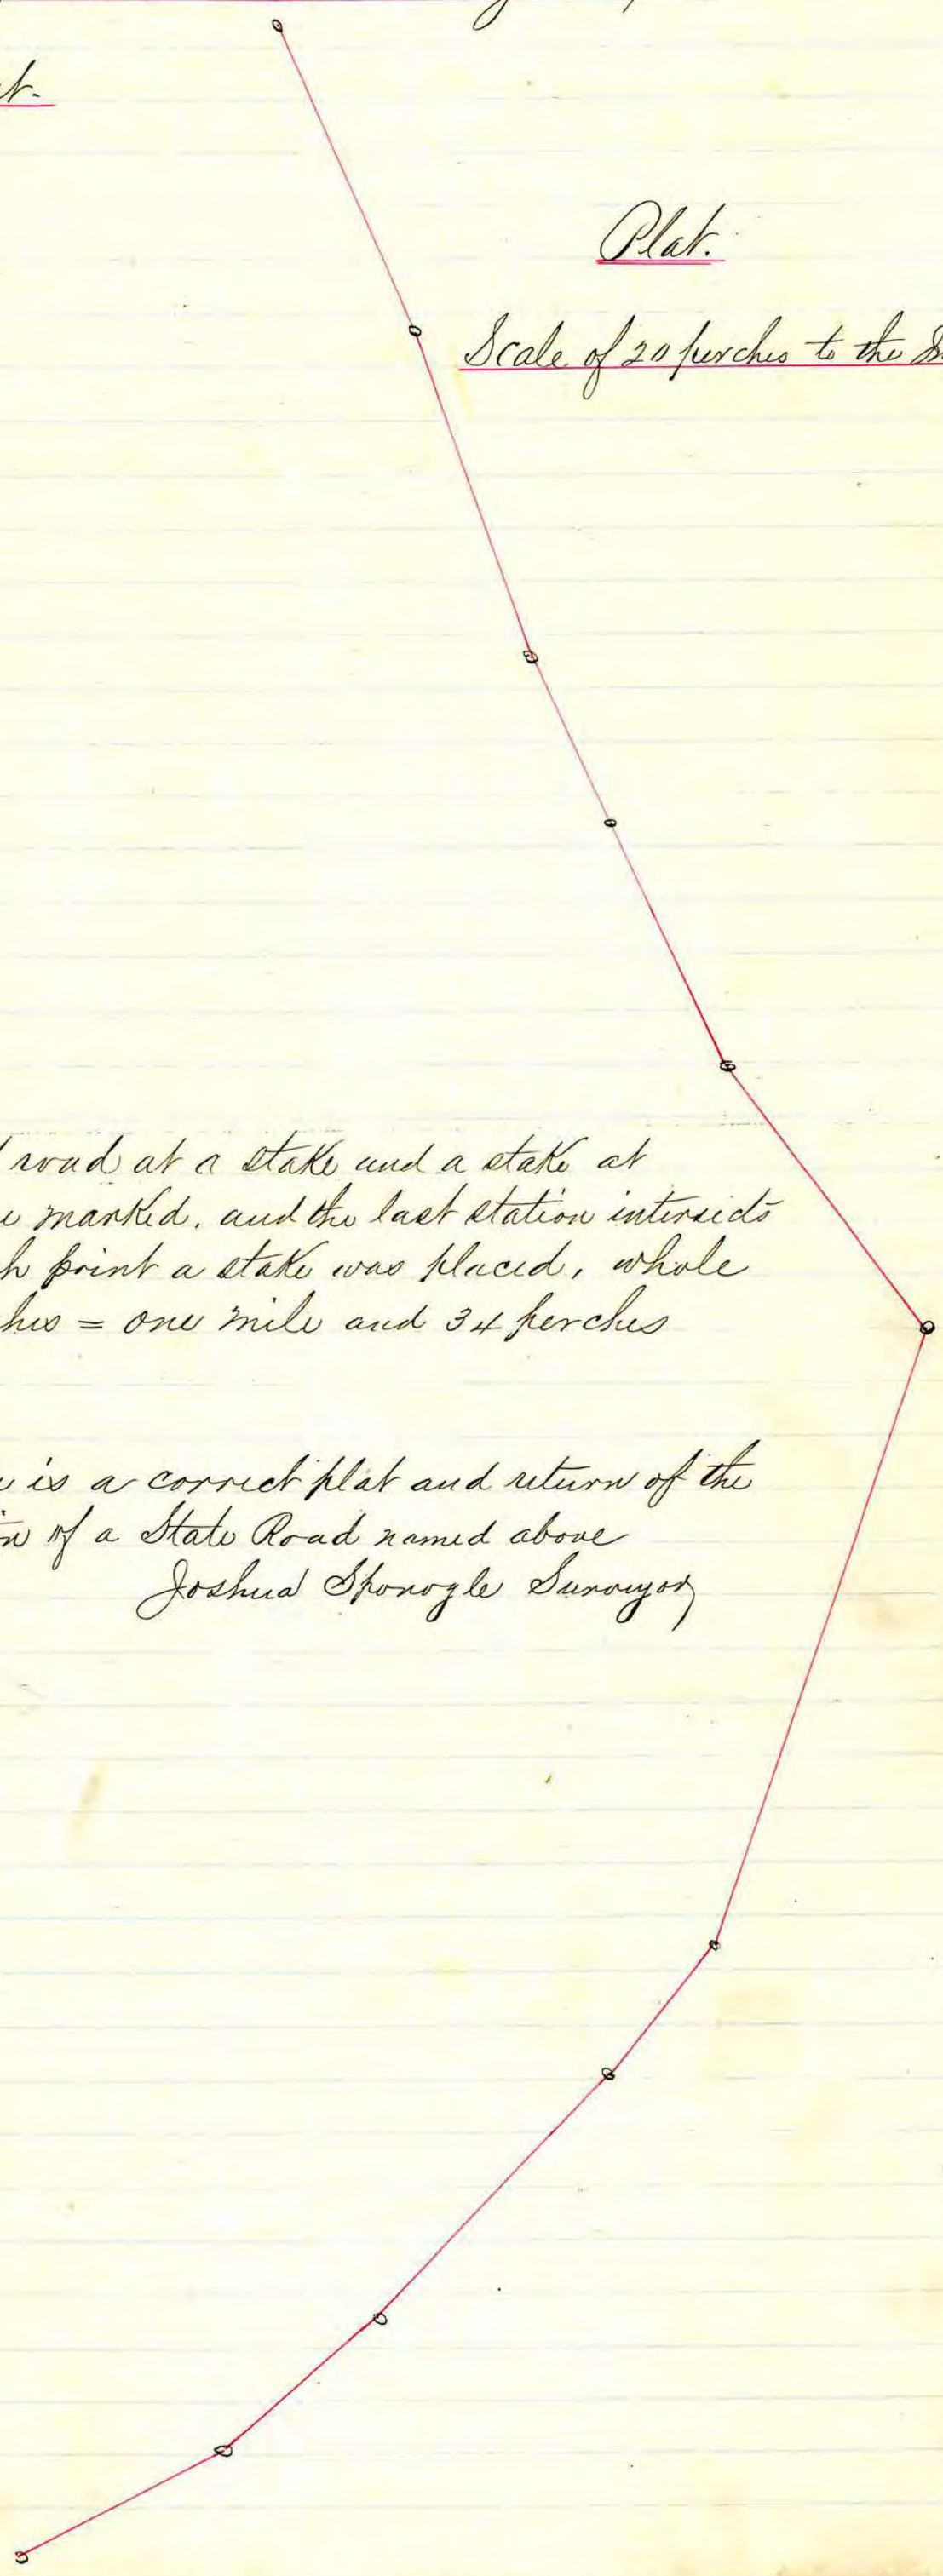 t.
Plat.
Scale of 20 perches to the
road at a stake and a stake at
marked, and the last station intersects
h point a stake was placed, whole
hes = one mile and 34 perches
is a correct plat and return of the
n of a State Road named above
Joshua Sponogle Surveyor